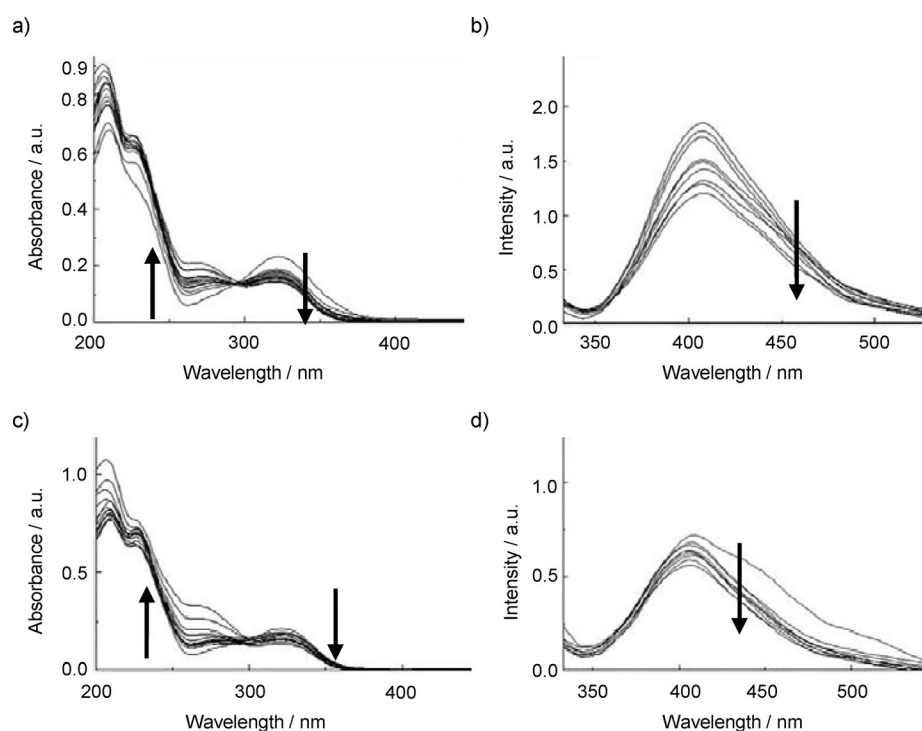 a)
b)
Absorbance / a.u.
0.9
0.8
0.6
0.4
0.2
0.0
200
300
400
Wavelength / nm
Intensity / a.u.
2.0
1.5
1.0
0.5
0.0
350
400
450
500
Wavelength / nm
c)
d)
Absorbance / a.u.
1.0
0.5
0.0
200
300
400
Wavelength / nm
Intensity / a.u.
1.0
0.5
0.0
350
400
450
500
Wavelength / nm